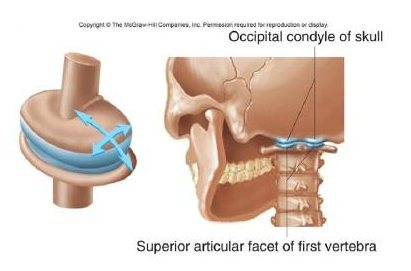 Copyright © The McGraw-Hill Companies, Inc. Permission required for reproduction or display.
Occipital condyle of skull
Superior articular facet of first vertebra